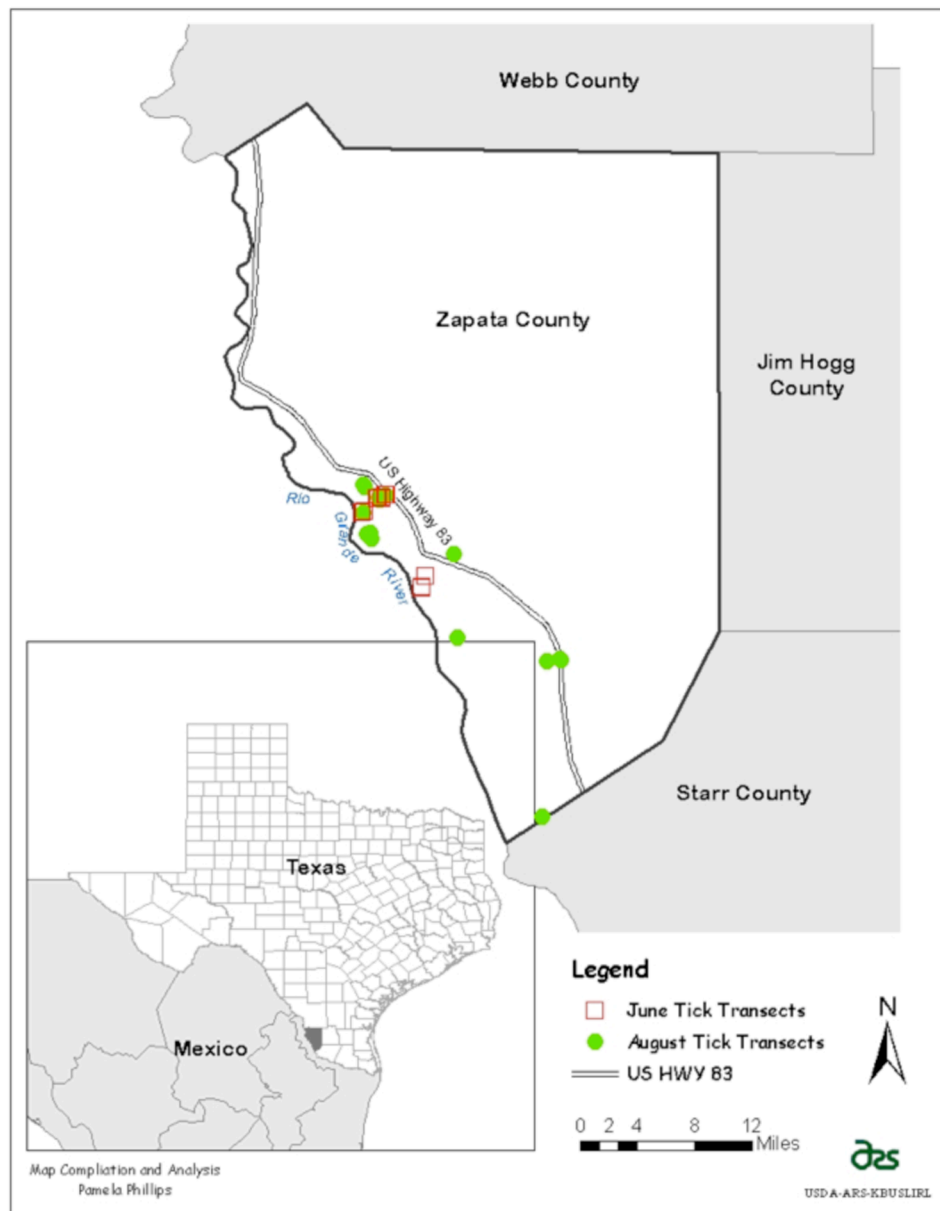 Webb County
Zapata County
Jim Hogg
County
US Highway 83
Rio
Grande
River
Starr County
Texas
Mexico
Legend
June Tick Transects
August Tick Transects
US HWY 83
N
0 2 4 8 12
Miles
Map Compliation and Analysis
Pamela Phillips
ars
USDA-ARS-KBUSLIRL